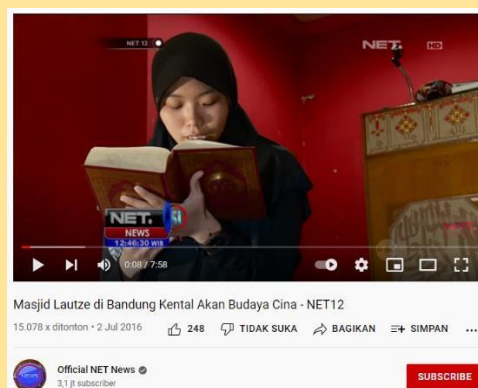 NET 12
NET. HD
NET.
NEWS
12:46:30 WIB
0:08 / 7:58
Masjid Lautze di Bandung Kental Akan Budaya Cina - NET12
15.078 x ditonton • 2 Jul 2016 248 TIDAK SUKA BAGIKAN SIMPAN ...
Official NET News
3,1 jt subscriber
SUBSCRIBE